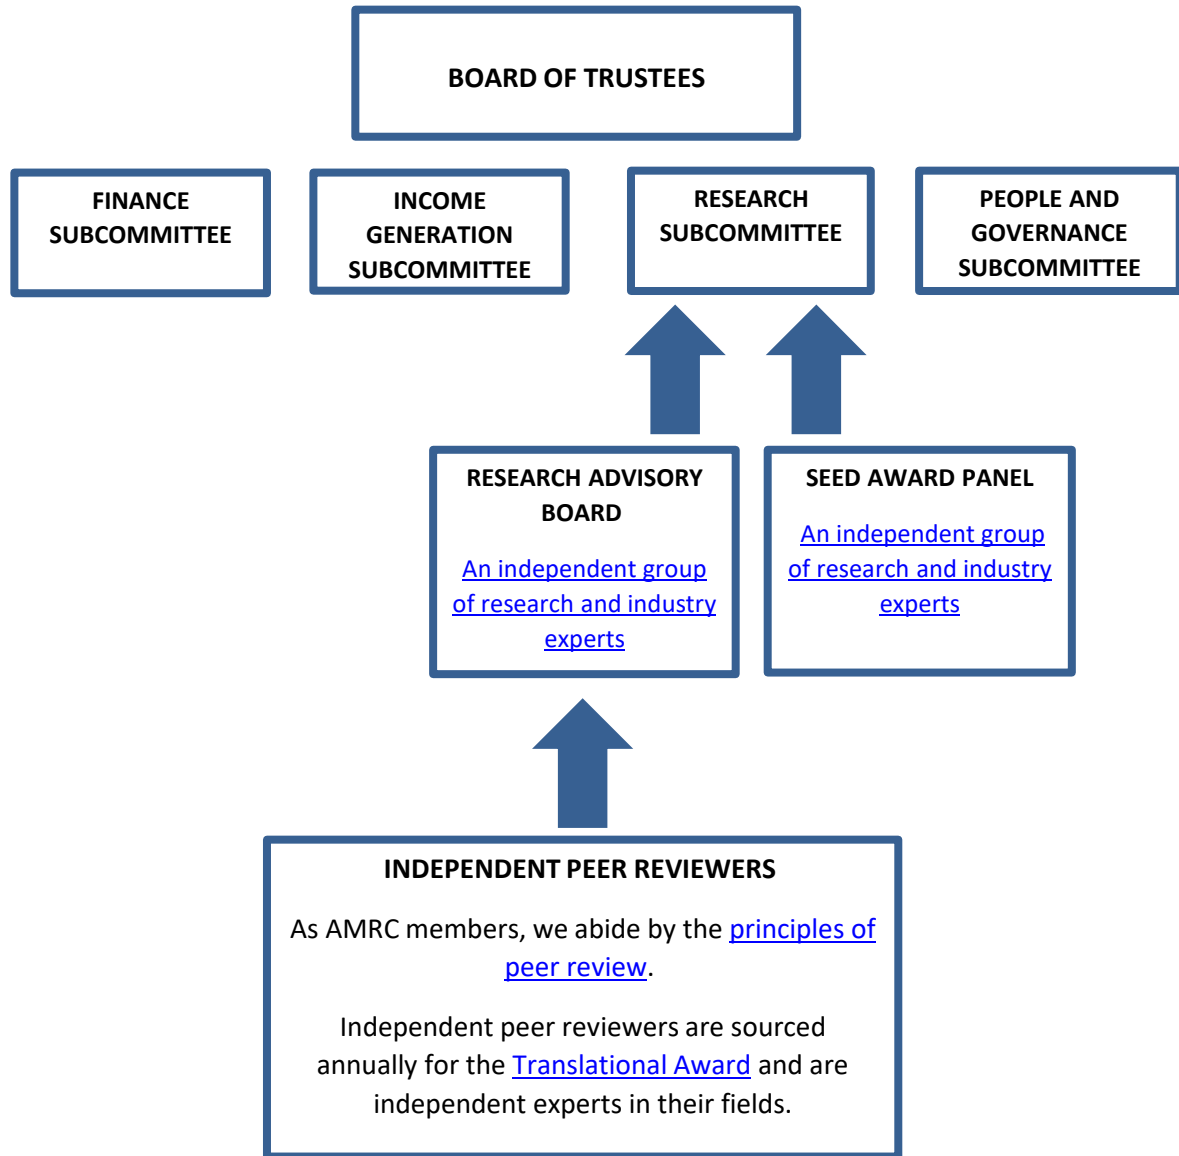 BOARD OF TRUSTEES
FINANCE
SUBCOMMITTEE
INCOME
GENERATION
SUBCOMMITTEE
RESEARCH
SUBCOMMITTEE
PEOPLE AND
GOVERNANCE
SUBCOMMITTEE
RESEARCH ADVISORY
BOARD
An independent group
of research and industry
experts
SEED AWARD PANEL
An independent group
of research and industry
experts
INDEPENDENT PEER REVIEWERS
As AMRC members, we abide by the principles of
peer review.
Independent peer reviewers are sourced
annually for the Translational Award and are
independent experts in their fields.